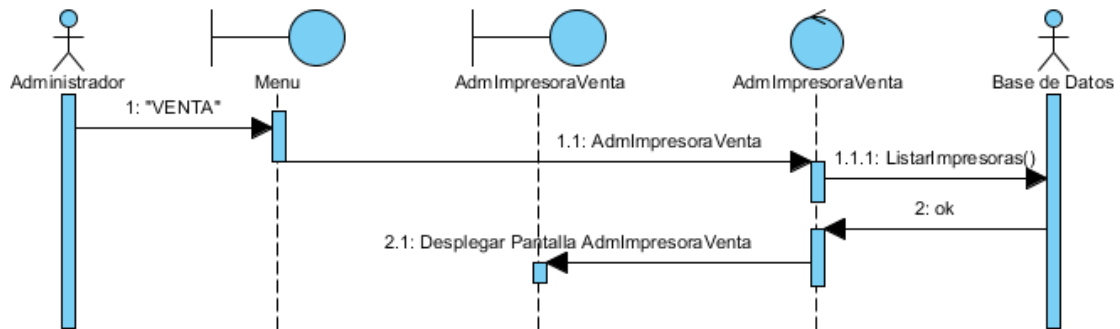 Administrador
Menu
AdmImpresoraVenta
AdmImpresoraVenta
Base de Datos
1: "VENTA"
1.1: AdmImpresoraVenta
1.1.1: ListarImpresoras()
2: ok
2.1: Desplegar Pantalla AdmImpresoraVenta